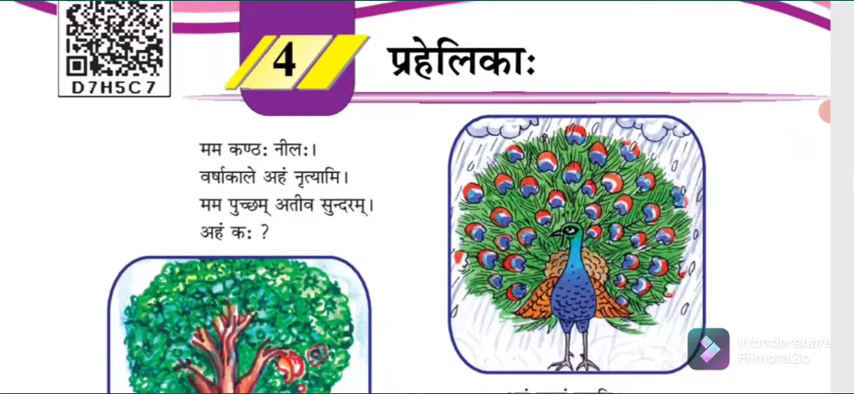 D7H5C7
4
प्रहेलिकाः
मम कण्ठः नीलः।
वर्षाकाले अहं नृत्यामि।
मम पुच्छम् अतीव सुन्दरम्।
अहं कः ?
Wondershare
FilmoraGo